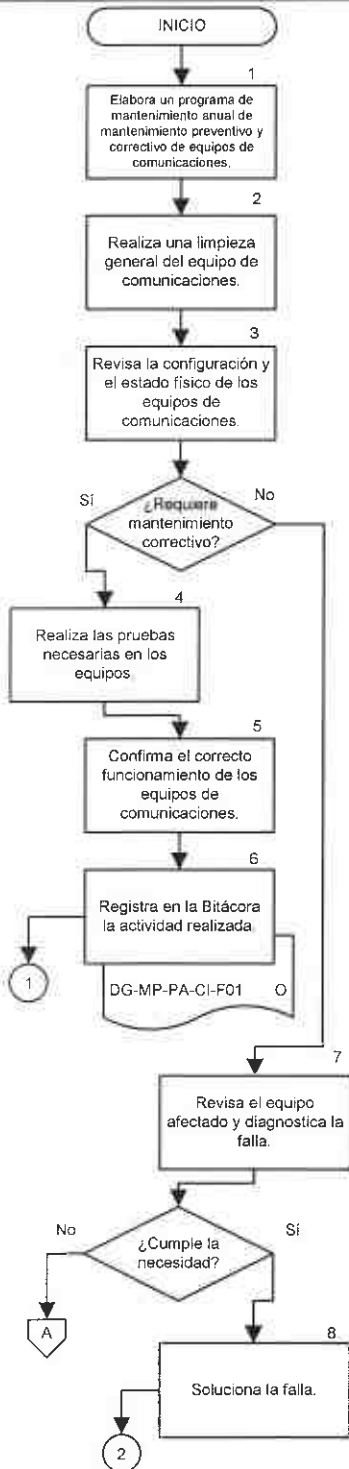 INICIO
1
Elabora un programa de
mantenimiento anual de
mantenimiento preventivo y
correctivo de equipos de
comunicaciones.
2
Realiza una limpieza
general del equipo de
comunicaciones.
3
Revisa la configuración y
el estado físico de los
equipos de
comunicaciones.
Sí
¿Requiere
mantenimiento
correctivo?
No
4
Realiza las pruebas
necesarias en los
equipos
5
Confirma el correcto
funcionamiento de los
equipos de
comunicaciones.
6
Registra en la Bitácora
la actividad realizada
1
DG-MP-PA-CI-F01 O
7
Revisa el equipo
afectado y diagnostica la
falla.
No
¿Cumple la
necesidad?
Sí
A
8
Soluciona la falla.
2